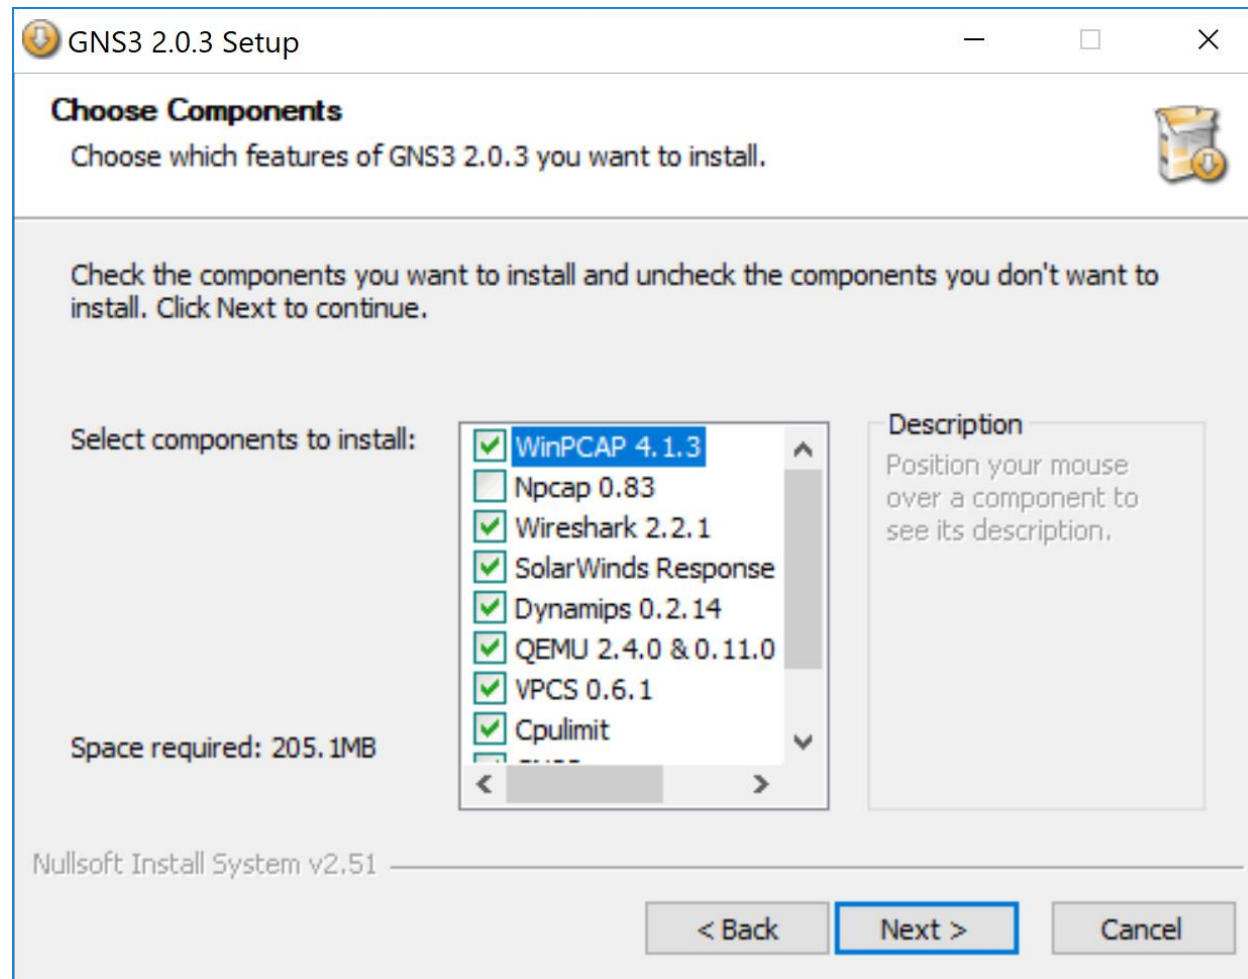 GNS3 2.0.3 Setup
Choose Components
Choose which features of GNS3 2.0.3 you want to install.
Check the components you want to install and uncheck the components you don't want to
install. Click Next to continue.
Select components to install:
WinPCAP 4.1.3
Npcap 0.83
Wireshark 2.2.1
SolarWinds Response
Dynamips 0.2.14
QEMU 2.4.0 & 0.11.0
VPCS 0.6.1
Cpulimit
Space required: 205.1MB
Description
Position your mouse
over a component to
see its description.
Nullsoft Install System v2.51
< Back
Next >
Cancel